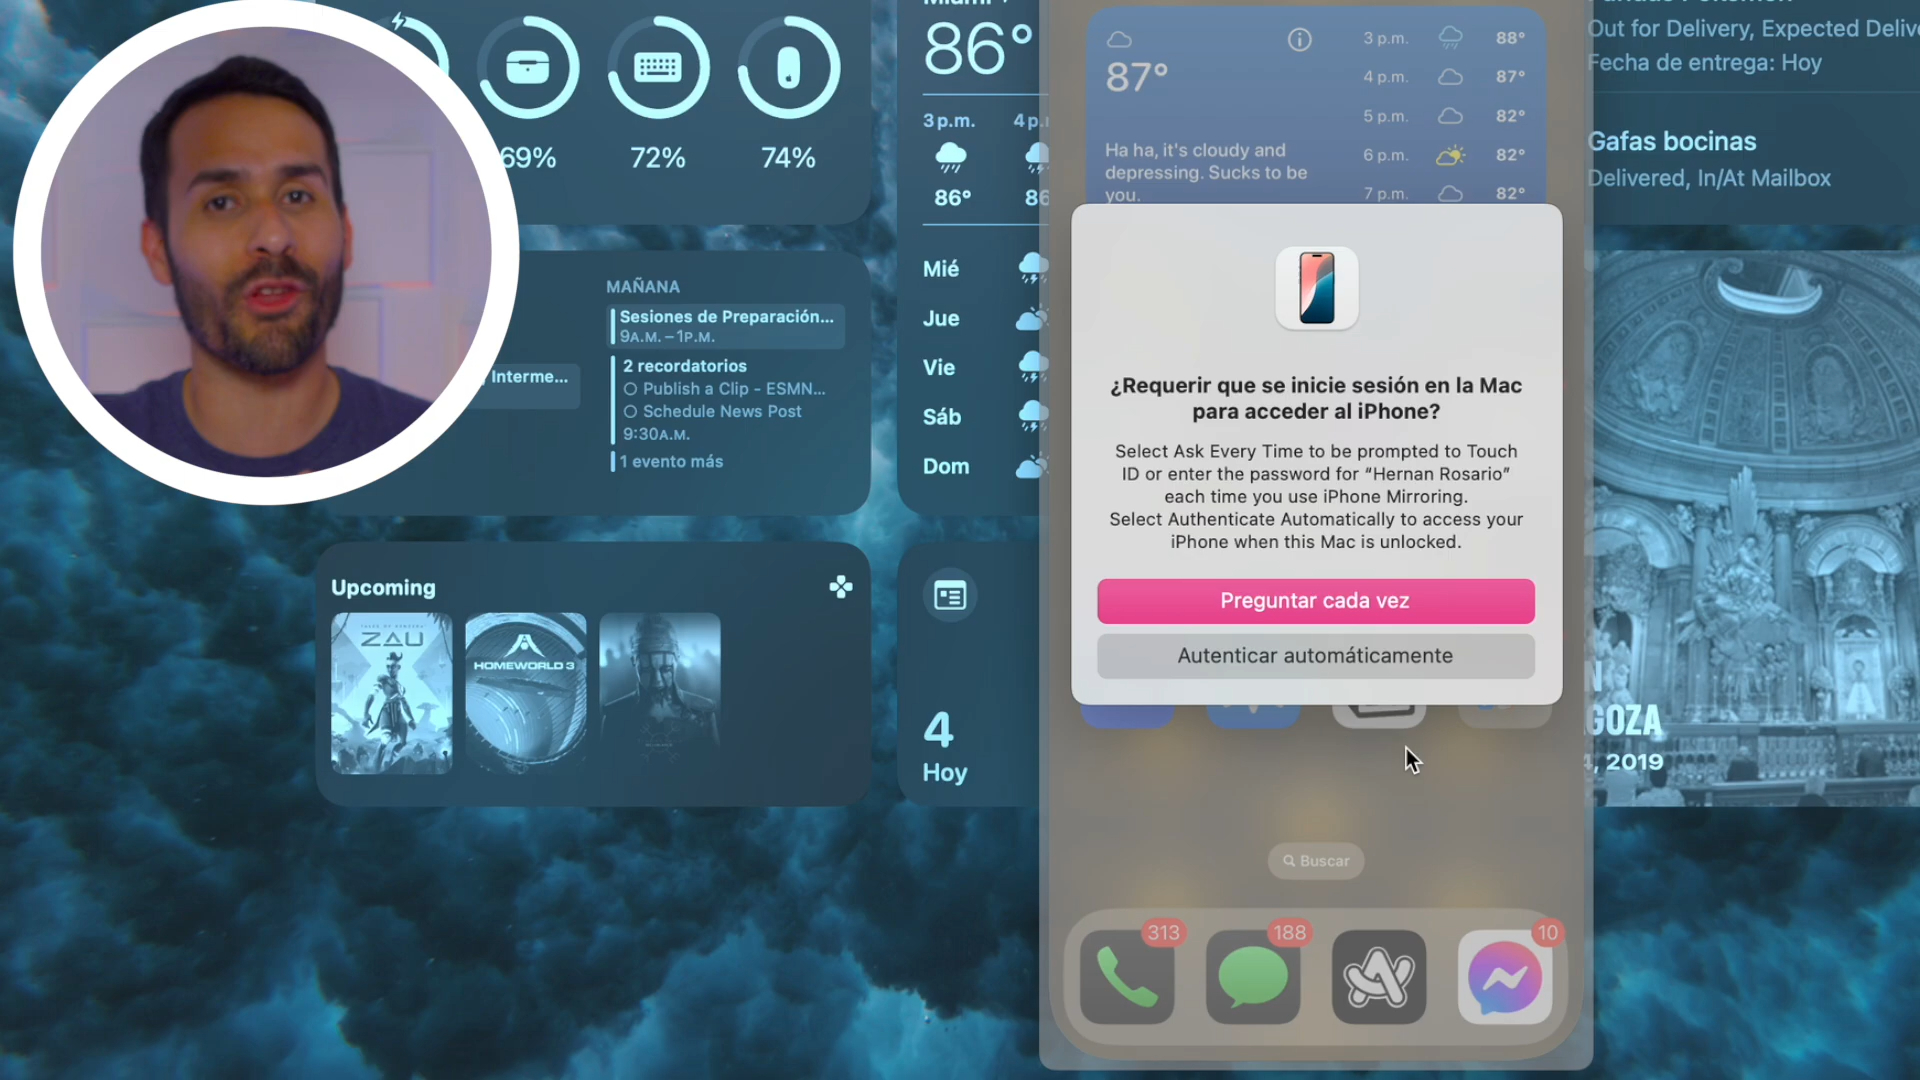 69%
72%
74%
86°
3 p.m.
86°
Mié
Jue
Vie
Sáb
Dom
MAÑANA
Sesiones de Preparación...
9A.M. – 1P.M.
2 recordatorios
Publish a Clip - ESMN...
Schedule News Post
9:30A.M.
1 evento más
Interme...
Upcoming
TALES OF KENZERA
ZAU
HOMEWORLD 3
4
Hoy
87°
Ha ha, it's cloudy and
depressing. Sucks to be
you.
3 p.m. 88°
4 p.m. 87°
5 p.m. 82°
6 p.m. 82°
7 p.m. 82°
¿Requerir que se inicie sesión en la Mac
para acceder al iPhone?
Select Ask Every Time to be prompted to Touch
ID or enter the password for “Hernan Rosario”
each time you use iPhone Mirroring.
Select Authenticate Automatically to access your
iPhone when this Mac is unlocked.
Preguntar cada vez
Autenticar automáticamente
Buscar
313
188
10
Out for Delivery, Expected Delive
Fecha de entrega: Hoy
Gafas bocinas
Delivered, In/At Mailbox
GOZA
, 2019